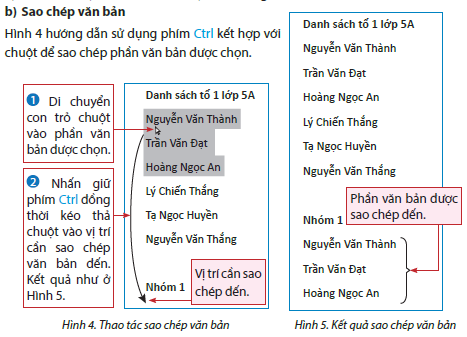 b) Sao chép văn bản
Hình 4 hướng dẫn sử dụng phím Ctrl kết hợp với
chuột để sao chép phần văn bản được chọn.
1 Di chuyển
con trỏ chuột
vào phần văn
bản được chọn.
2 Nhấn giữ
phím Ctrl đồng
thời kéo thả
chuột vào vị trí
cần sao chép
văn bản đến.
Kết quả như ở
Hình 5.
Danh sách tổ 1 lớp 5A
Nguyễn Văn Thành
Trần Văn Đạt
Hoàng Ngọc An
Lý Chiến Thắng
Tạ Ngọc Huyền
Nguyễn Văn Thắng
Nhóm 1
Vị trí cần sao
chép đến.
Hình 4. Thao tác sao chép văn bản
Danh sách tổ 1 lớp 5A
Nguyễn Văn Thành
Trần Văn Đạt
Hoàng Ngọc An
Lý Chiến Thắng
Tạ Ngọc Huyền
Nguyễn Văn Thắng
Phần văn bản được
sao chép đến.
Nhóm 1
Nguyễn Văn Thành
Trần Văn Đạt
Hoàng Ngọc An
Hình 5. Kết quả sao chép văn bản